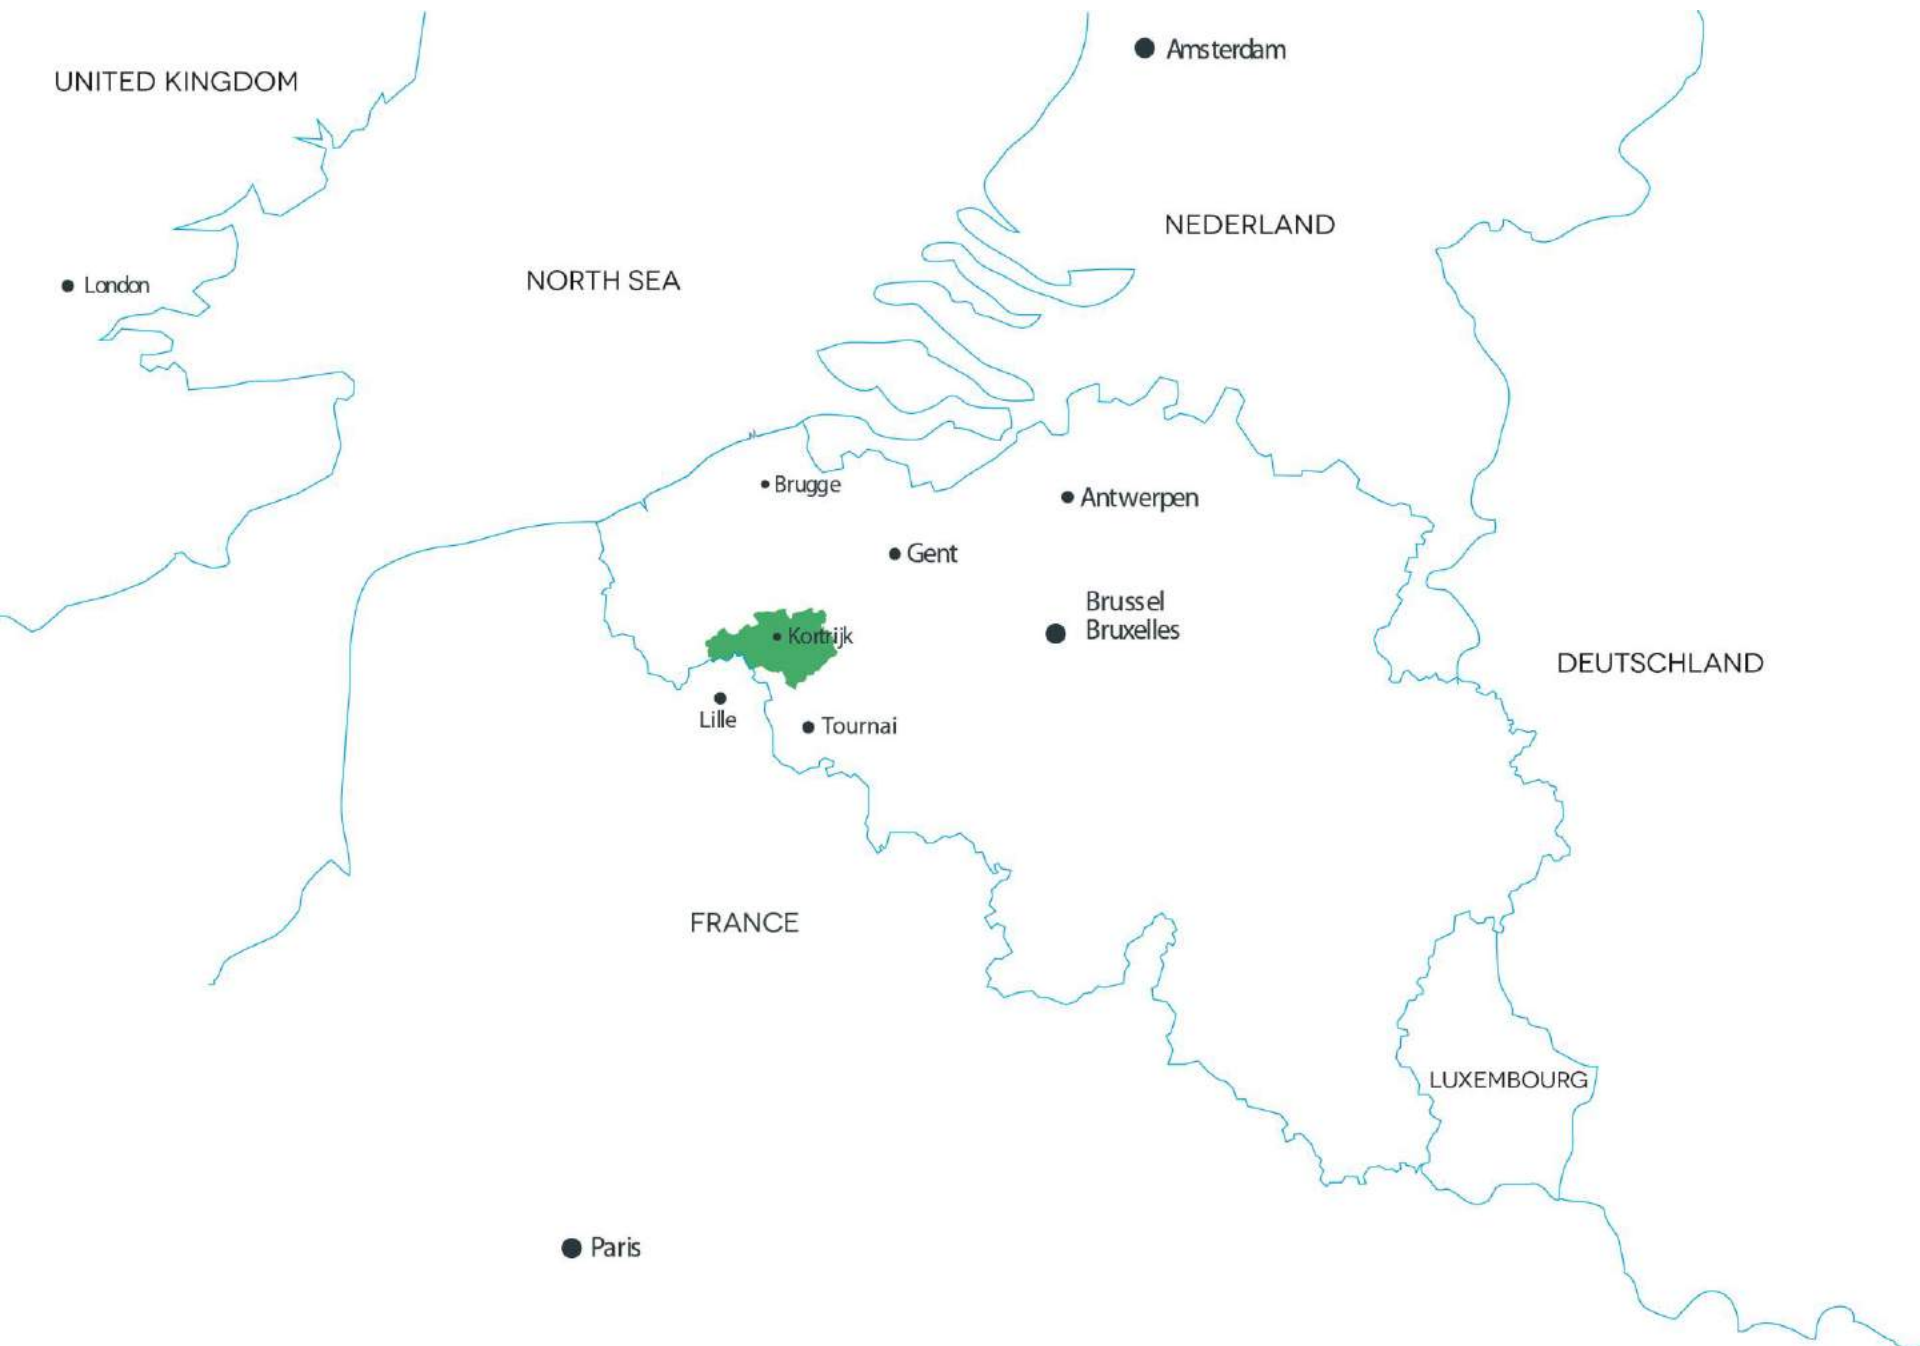 Amsterdam
UNITED KINGDOM
NEDERLAND
NORTH SEA
London
Brugge
Antwerpen
Gent
Brussel
Bruxelles
Kortrijk
DEUTSCHLAND
Lille
Tournai
FRANCE
LUXEMBOURG
Paris